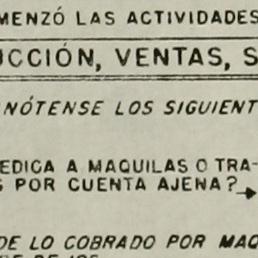 MENZÓ LAS ACTIVIDADES
UCCIÓN, VENTAS, S
NÓTENSE LOS SIGUIENT
EDICA A MAQUILAS O TRA-
S POR CUENTA AJENA?
DE LO COBRADO POR MAQ